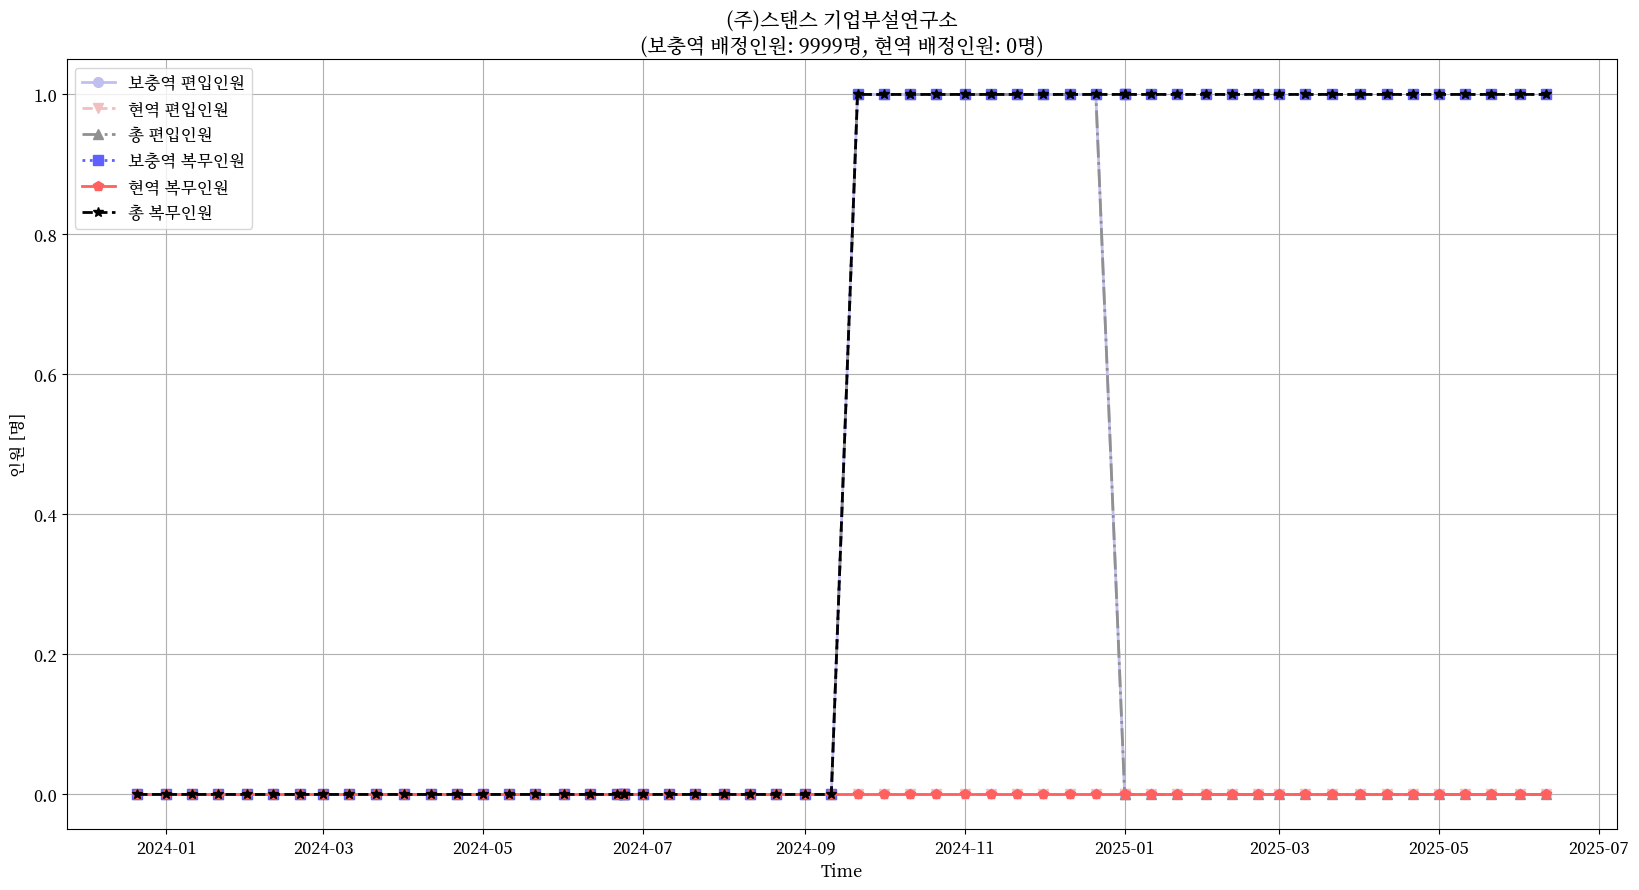 (주)스탠스 기업부설연구소
(보충역 배정인원: 9999명, 현역 배정인원: 0명)
보충역 편입인원
현역 편입인원
총 편입인원
보충역 복무인원
현역 복무인원
총 복무인원
1.0
0.8
0.6
0.4
0.2
0.0
인원 [명]
2024-01
2024-03
2024-05
2024-07
2024-09
2024-11
2025-01
2025-03
2025-05
2025-07
Time